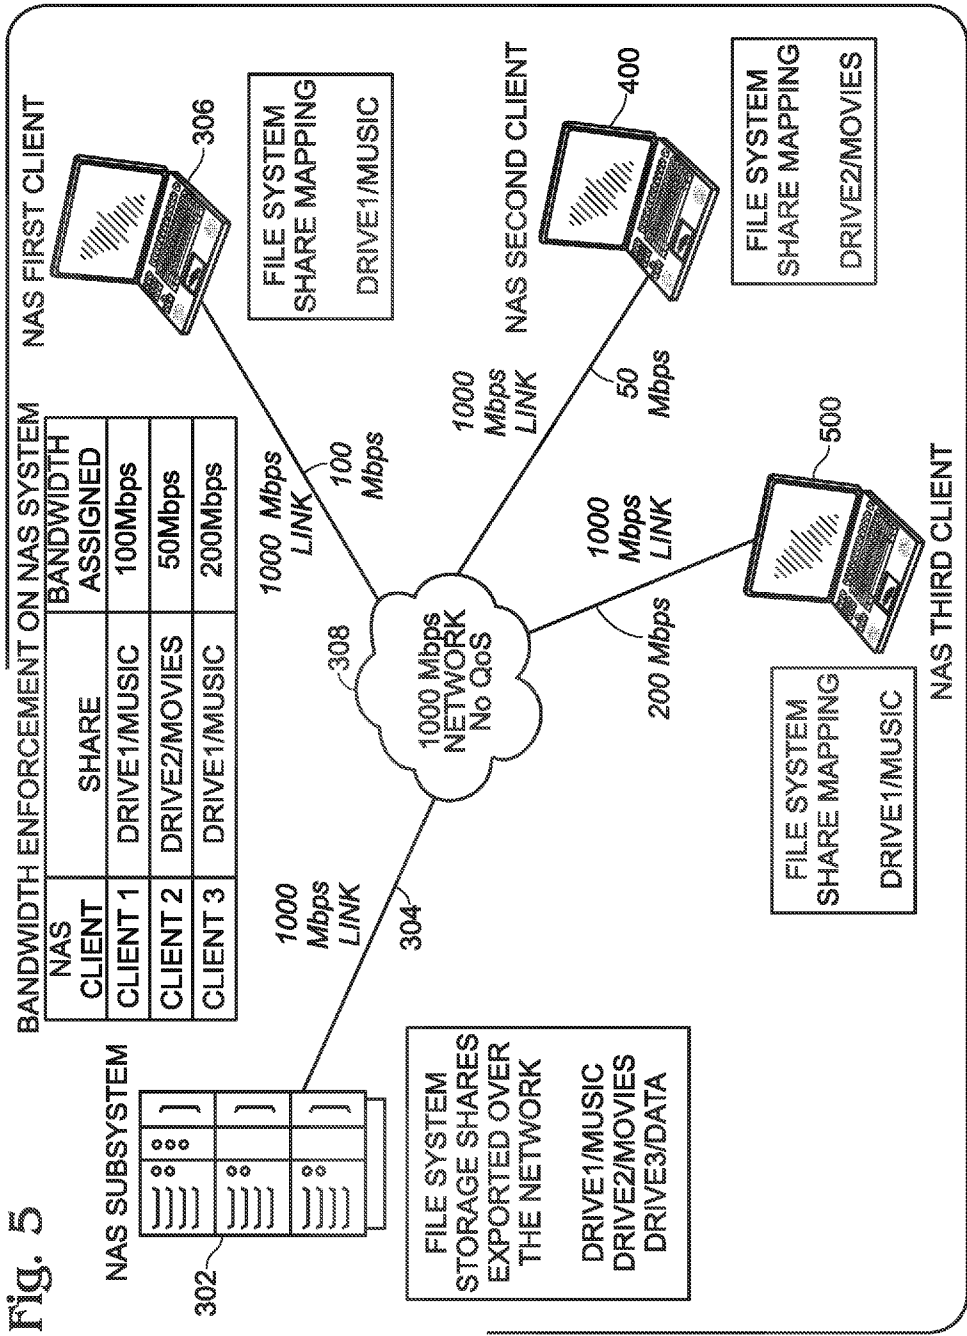 Fig. 5
BANDWIDTH ENFORCEMENT ON NAS SYSTEM
NAS CLIENT SHARE BANDWIDTH ASSIGNED
CLIENT 1 DRIVE1/MUSIC 100Mbps
CLIENT 2 DRIVE2/MOVIES 50Mbps
CLIENT 3 DRIVE1/MUSIC 200Mbps
NAS SUBSYSTEM
302
FILE SYSTEM
STORAGE SHARES
EXPORTED OVER
THE NETWORK
DRIVE1/MUSIC
DRIVE2/MOVIES
DRIVE3/DATA
1000
Mbps
LINK
304
308
1000 Mbps
NETWORK
No QoS
1000 Mbps
LINK
100
Mbps
NAS FIRST CLIENT
306
FILE SYSTEM
SHARE MAPPING
DRIVE1/MUSIC
1000
Mbps
LINK
50
Mbps
NAS SECOND CLIENT
400
FILE SYSTEM
SHARE MAPPING
DRIVE2/MOVIES
1000
Mbps
LINK
200 Mbps
500
NAS THIRD CLIENT
FILE SYSTEM
SHARE MAPPING
DRIVE1/MUSIC